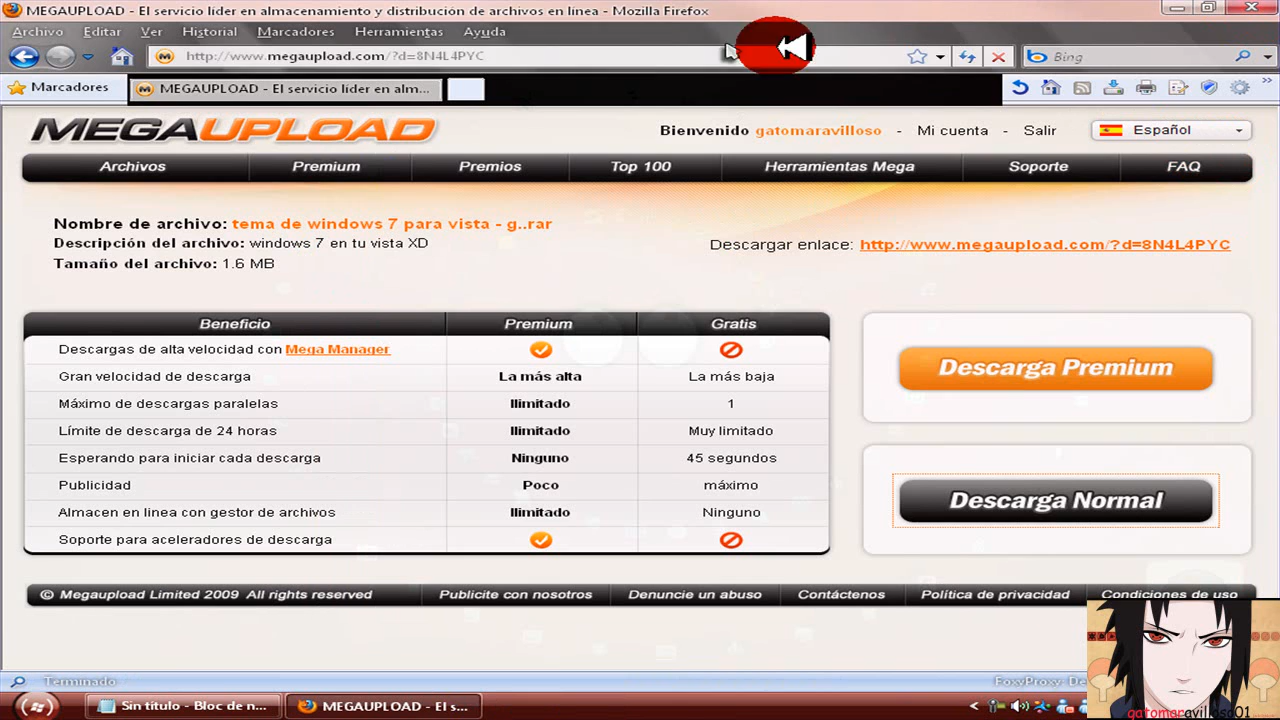 MEGAUPLOAD - El servicio lider en almacenamiento y distribución de archivos en línea - Mozilla Firefox
Archivo Editar Ver Historial Marcadores Herramientas Ayuda
http://www.megaupload.com/?d=8N4L4PYC
Bing
Marcadores
MEGAUPLOAD - El servicio lider en alm...
MEGAUPLOAD
Bienvenido gatomaravilloso - Mi cuenta - Salir
Español
Archivos Premium Premios Top 100 Herramientas Mega Soporte FAQ
Nombre de archivo: tema de windows 7 para vista - g..rar
Descripción del archivo: windows 7 en tu vista XD
Tamaño del archivo: 1.6 MB
Descargar enlace: http://www.megaupload.com/?d=8N4L4PYC
Beneficio Premium Gratis
Descargas de alta velocidad con Mega Manager
Gran velocidad de descarga La más alta La más baja
Máximo de descargas paralelas Ilimitado 1
Límite de descarga de 24 horas Ilimitado Muy limitado
Esperando para iniciar cada descarga Ninguno 45 segundos
Publicidad Poco máximo
Almacen en linea con gestor de archivos Ilimitado Ninguno
Soporte para aceleradores de descarga
Descarga Premium
Descarga Normal
© Megaupload Limited 2009 All rights reserved Publicite con nosotros Denuncie un abuso Contáctenos Política de privacidad Condiciones de uso
Terminado
FoxyProxy: De
Sin título - Bloc de n...
MEGAUPLOAD - El s...
gatomaravilloso01